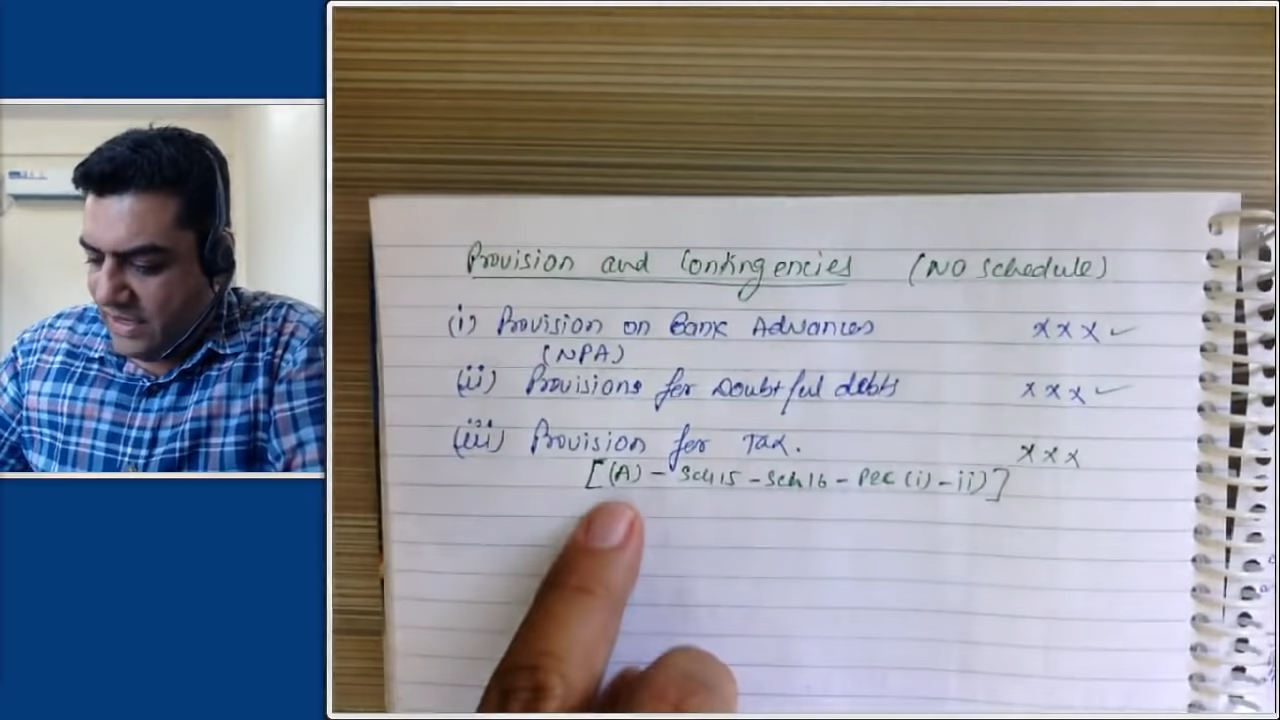 Provision and Contingencies (NO Schedule)
(i) Provision on Bank Advances xxx ✓
(NPA)
(ii) Provisions for Doubtful debts xxx ✓
(iii) Provision for Tax. xxx
[(A) - Sch15 - Sch16 - P&C (i) - ii)]